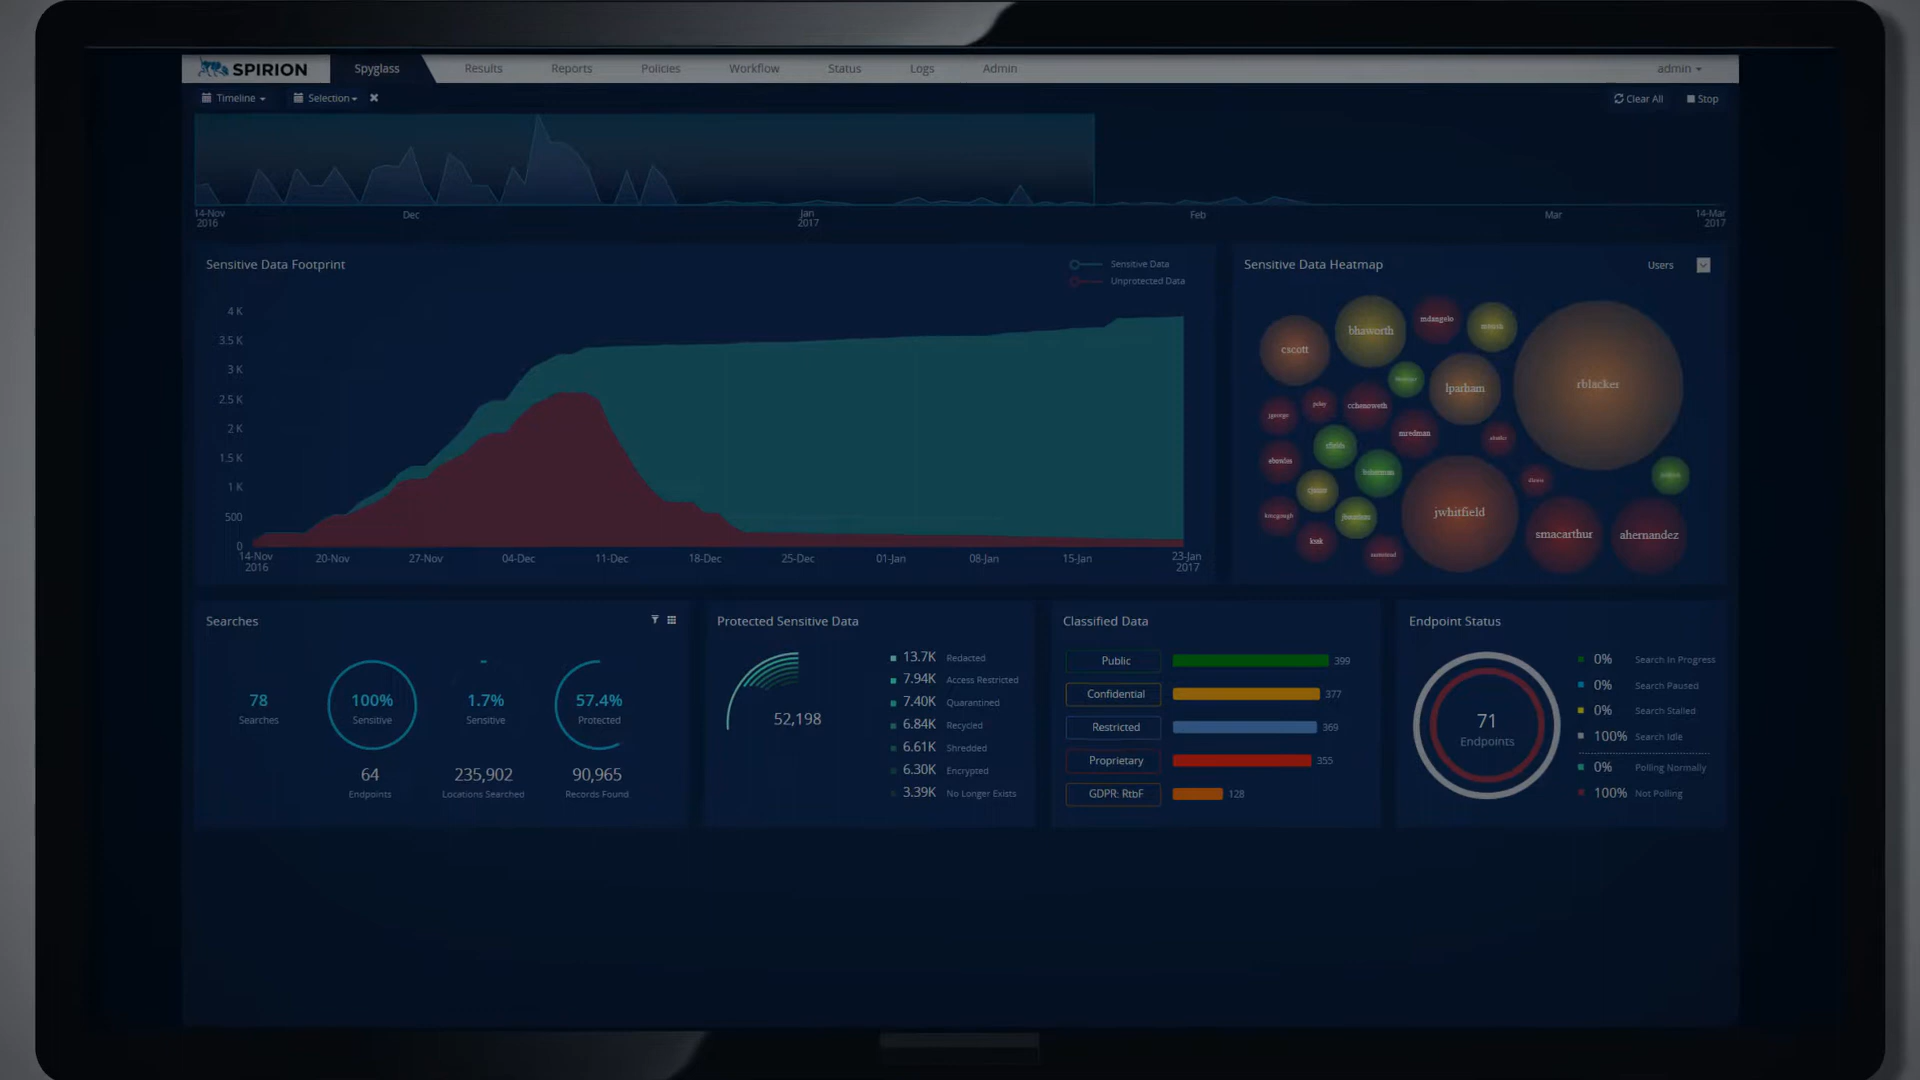 SPIRION
Spyglass
Results
Reports
Policies
Workflow
Status
Logs
Admin
admin
Timeline
Selection
Clear All
Stop
14-Nov
2016
Dec
Jan
2017
Feb
Mar
14-Mar
2017
Sensitive Data Footprint
Sensitive Data
Unprotected Data
4 K
3.5 K
3 K
2.5 K
2 K
1.5 K
1 K
500
0
14-Nov
2016
20-Nov
27-Nov
04-Dec
11-Dec
18-Dec
25-Dec
01-Jan
08-Jan
15-Jan
23-Jan
2017
Sensitive Data Heatmap
Users
cscott
bhaworth
mdangelo
rblacker
lparham
cchenoweth
mredman
jwhitfield
smacarthur
ahernandez
Searches
78
Searches
100%
Sensitive
1.7%
Sensitive
57.4%
Protected
64
Endpoints
235,902
Locations Searched
90,965
Records Found
Protected Sensitive Data
52,198
13.7K Redacted
7.94K Access Restricted
7.40K Quarantined
6.84K Recycled
6.61K Shredded
6.30K Encrypted
3.39K No Longer Exists
Classified Data
Public 399
Confidential 377
Restricted 369
Proprietary 355
GDPR: RtbF 128
Endpoint Status
71
Endpoints
0% Search In Progress
0% Search Paused
0% Search Stalled
100% Search Idle
0% Polling Normally
100% Not Polling